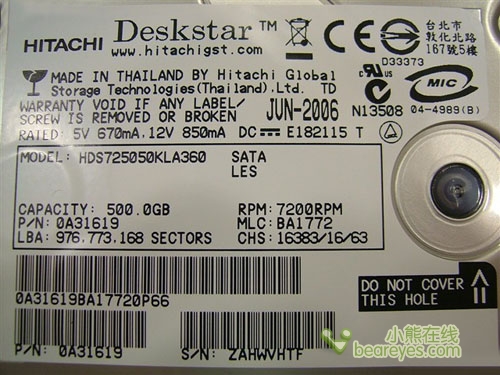 HITACHI Deskstar™
www.hitachigst.com
台北市
敦化北路
167號5樓
D33373
MADE IN THAILAND BY Hitachi Global
Storage Technologies(Thailand).Ltd. TD
MIC
WARRANTY VOID IF ANY LABEL/
SCREW IS REMOVED OR BROKEN
JUN-2006
N13508 04-4989(B)
RATED: 5V 670mA,12V 850mA DC E182115 T
MODEL: HDS725050KLA360 SATA
LES
CAPACITY: 500.0GB RPM: 7200RPM
P/N: 0A31619 MLC: BA1772
LBA: 976,773,168 SECTORS CHS: 16383/16/63
DO NOT COVER
THIS HOLE
0A31619BA17720P66
P/N: 0A31619 S/N: ZAHWVHTF
小熊在线
beareyes.com